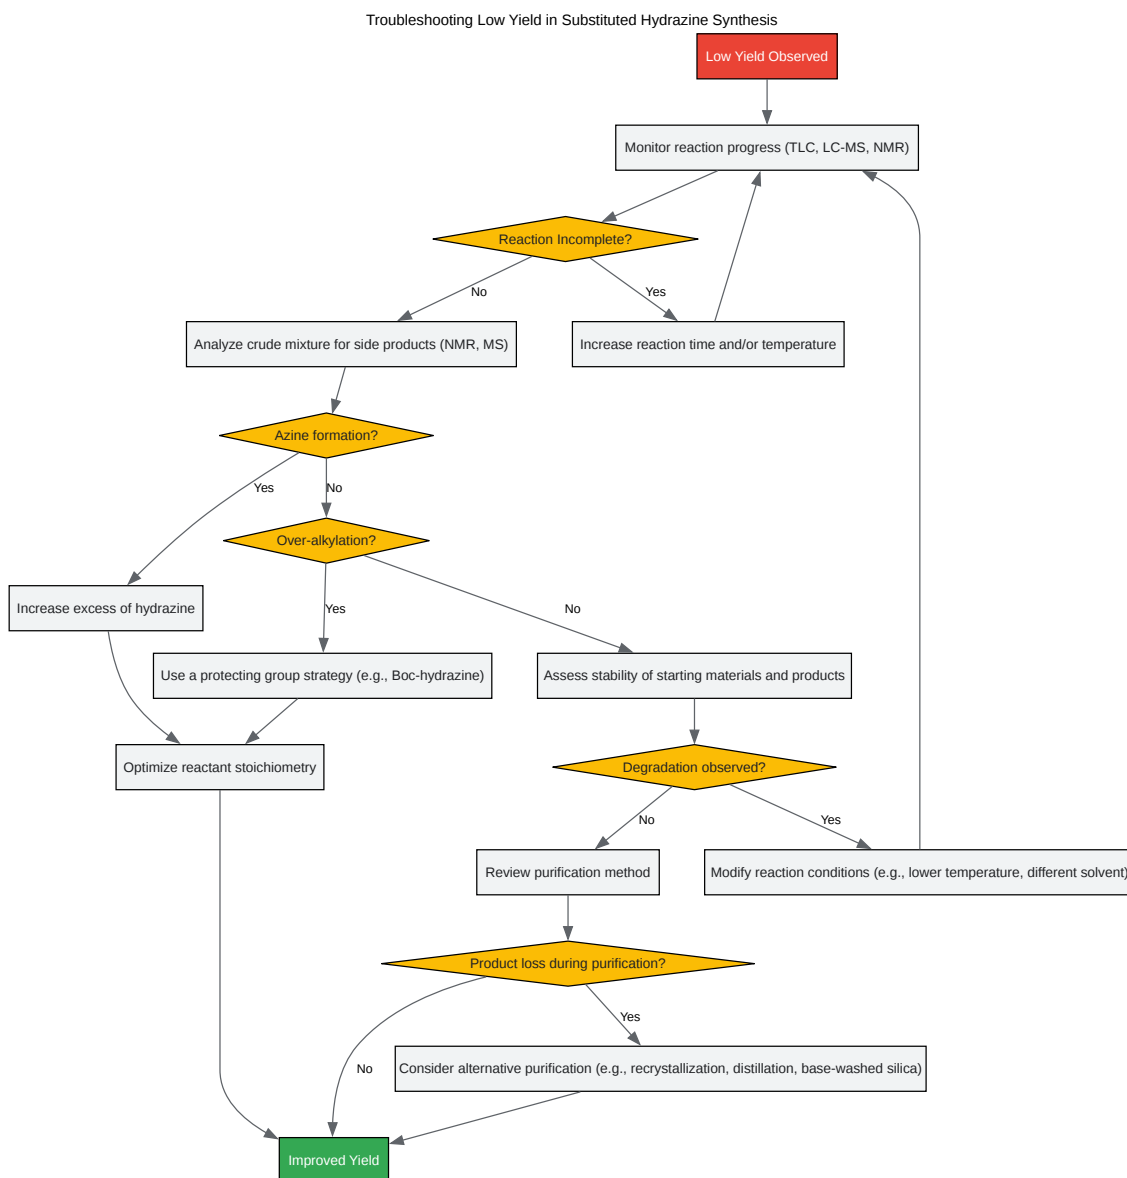 Troubleshooting Low Yield in Substituted Hydrazine Synthesis
Low Yield Observed
Monitor reaction progress (TLC, LC-MS, NMR)
Reaction Incomplete?
No
Yes
Analyze crude mixture for side products (NMR, MS)
Increase reaction time and/or temperature
Azine formation?
Yes
No
Over-alkylation?
Increase excess of hydrazine
Yes
No
Use a protecting group strategy (e.g., Boc-hydrazine)
Assess stability of starting materials and products
Optimize reactant stoichiometry
Degradation observed?
No
Yes
Review purification method
Modify reaction conditions (e.g., lower temperature, different solvent)
Product loss during purification?
Yes
No
Consider alternative purification (e.g., recrystallization, distillation, base-washed silica)
Improved Yield